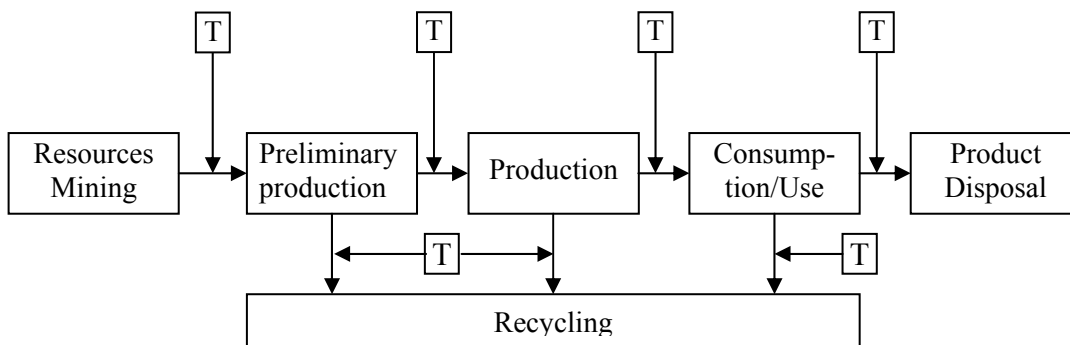 T
T
T
T
Resources
Mining
Preliminary
production
Production
Consump-
tion/Use
Product
Disposal
T
T
Recycling